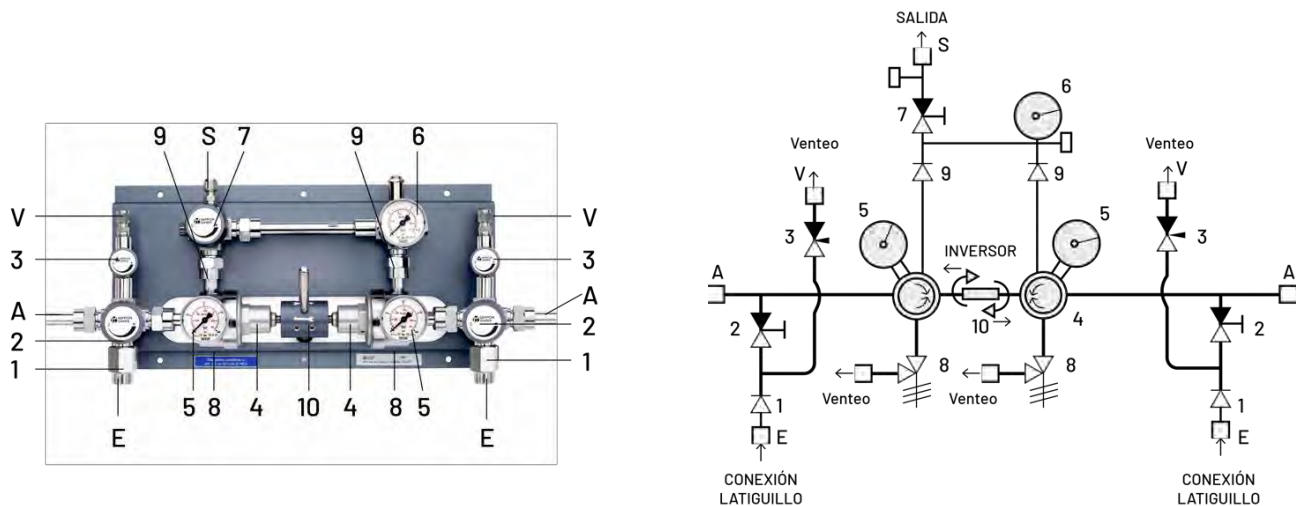 9 S 7 9 6
V V
3 3
A A
2 2
1 1
5 8 4 10 4 8 5
E E
SALIDA
S
6
7
Venteo Venteo
V V
9 9
5 5
3 3
INVERSOR
A A
2 10 4 2
8 8
Venteo Venteo
1 1
E E
CONEXIÓN CONEXIÓN
LATIGUILLO LATIGUILLO